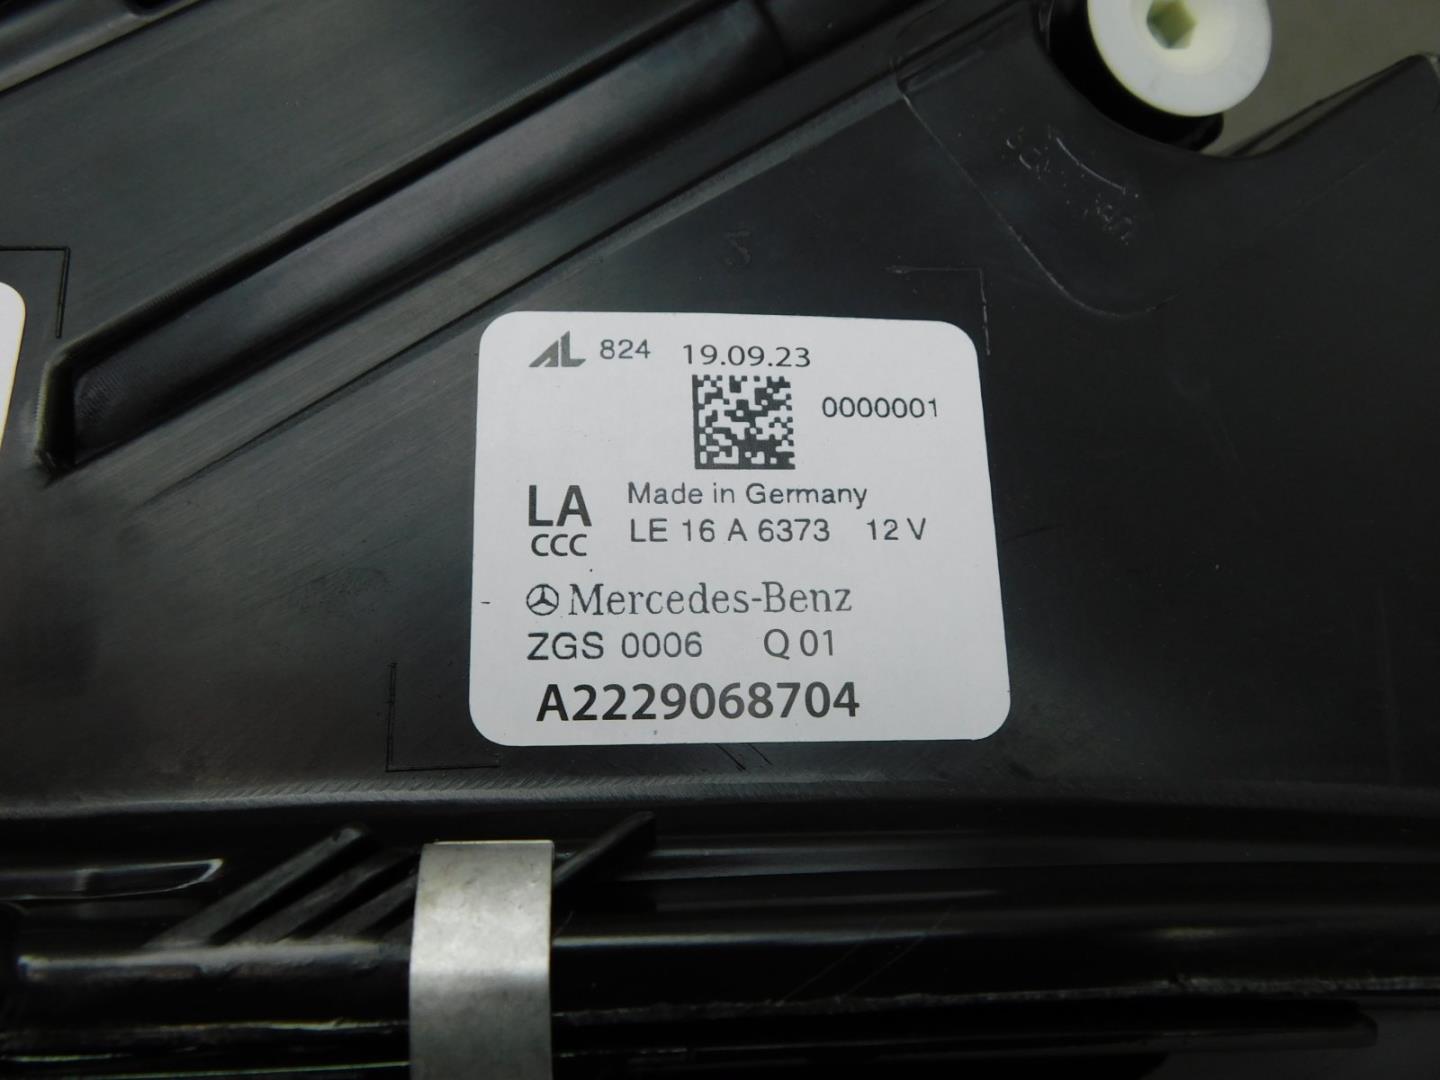 AL 824 19.09.23
0000001
LA Made in Germany
CCC LE 16 A 6373 12 V
Mercedes-Benz
ZGS 0006 Q 01
A2229068704